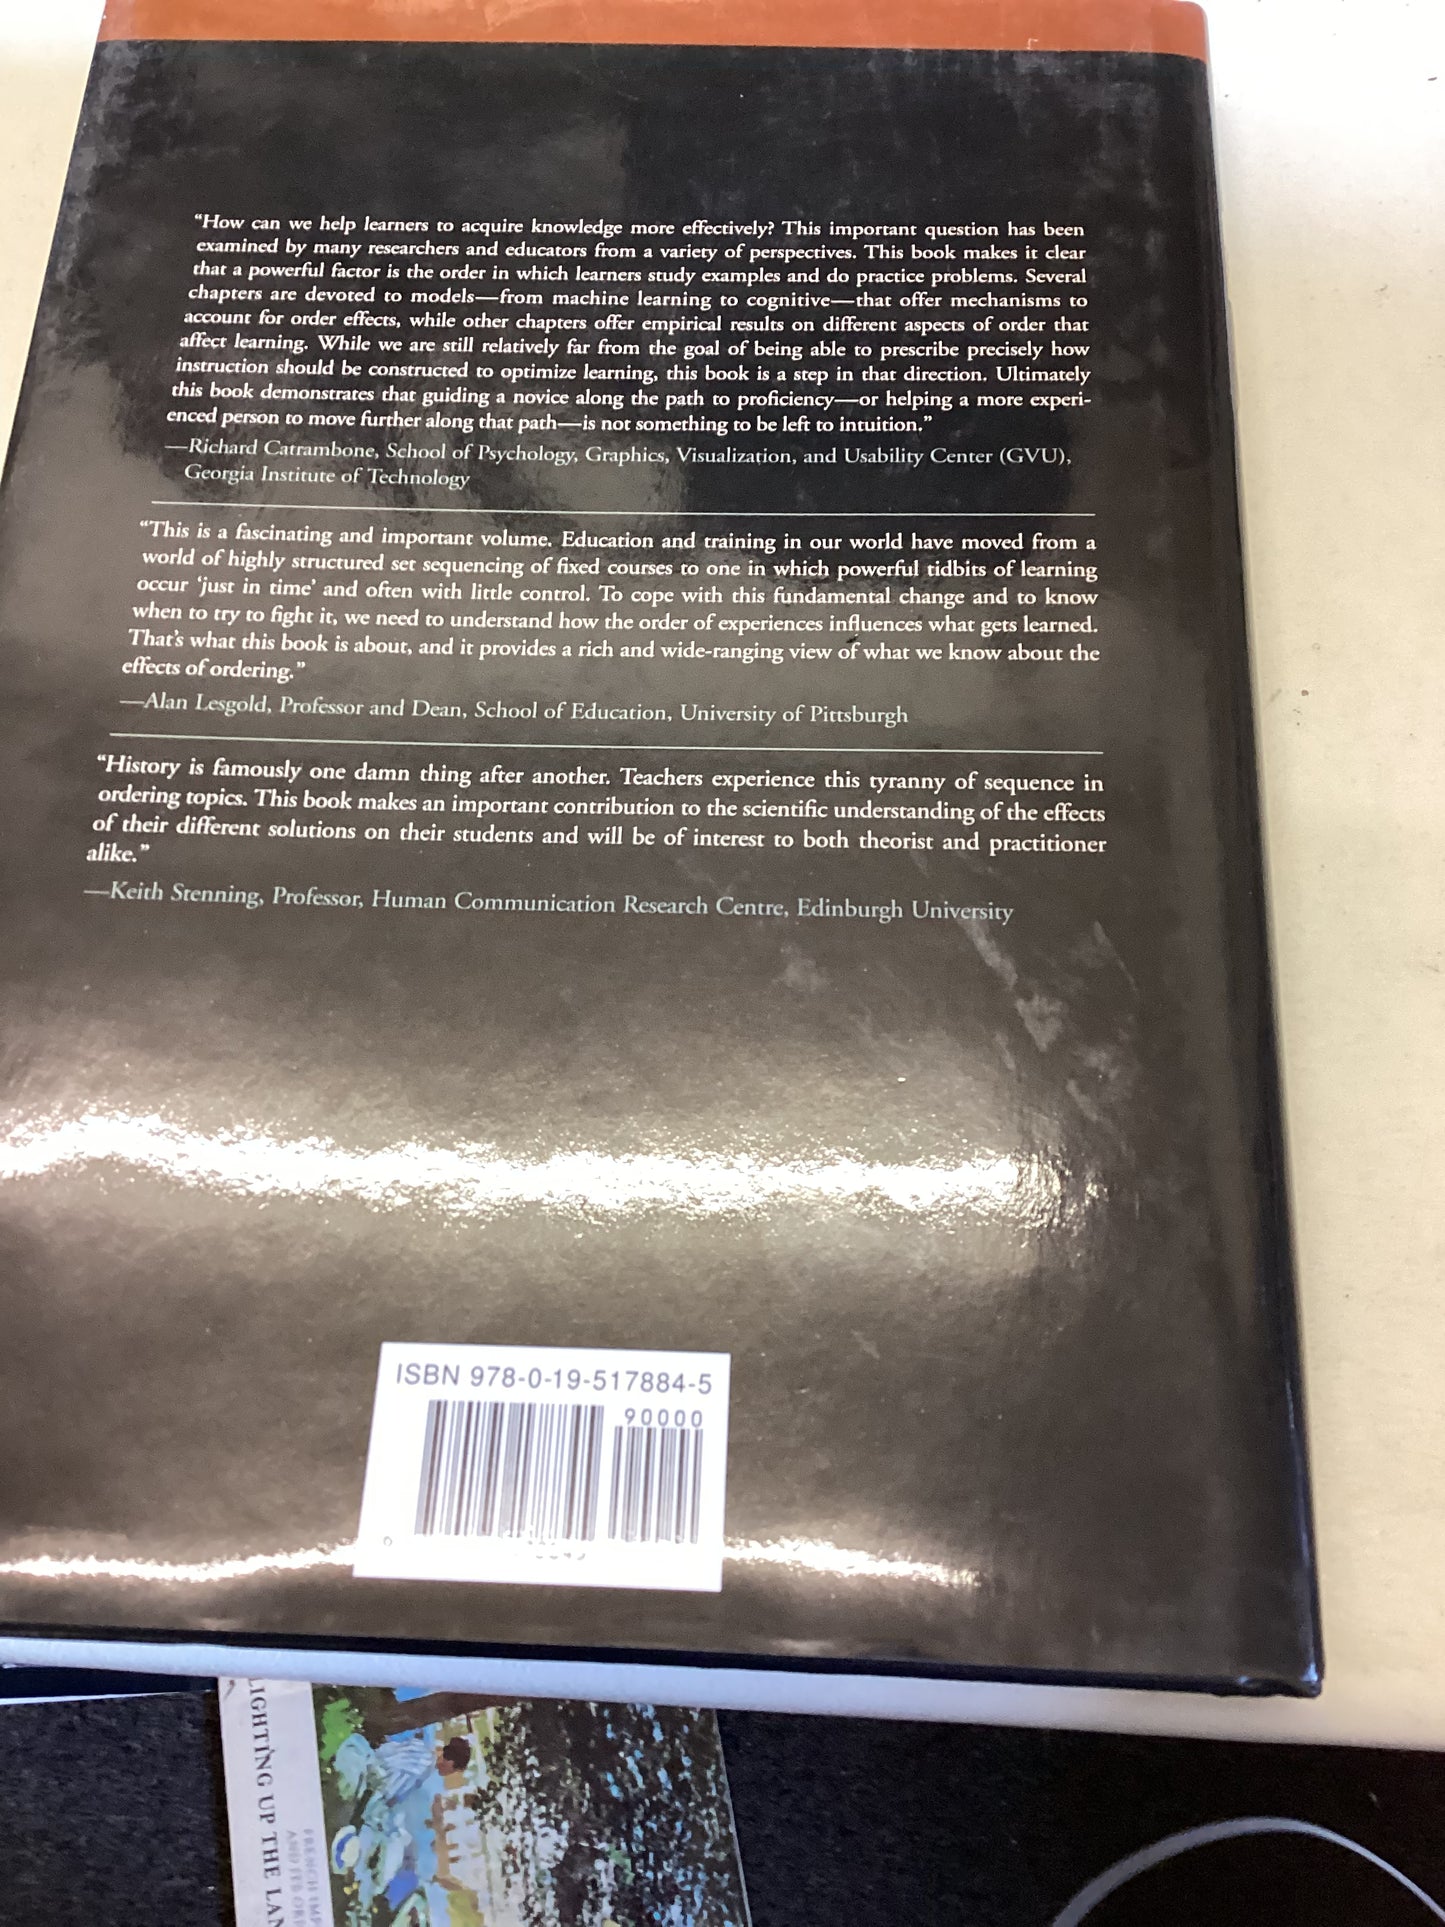 “How can we help learners to acquire knowledge more effectively? This important question has been
examined by many researchers and educators from a variety of perspectives. This book makes it clear
that a powerful factor is the order in which learners study examples and do practice problems. Several
chapters are devoted to models—from machine learning to cognitive—that offer mechanisms to
account for order effects, while other chapters offer empirical results on different aspects of order that
affect learning. While we are still relatively far from the goal of being able to prescribe precisely how
instruction should be constructed to optimize learning, this book is a step in that direction. Ultimately
this book demonstrates that guiding a novice along the path to proficiency—or helping a more experi-
enced person to move further along that path—is not something to be left to intuition.”
—Richard Catrambone, School of Psychology, Graphics, Visualization, and Usability Center (GVU),
Georgia Institute of Technology
“This is a fascinating and important volume. Education and training in our world have moved from a
world of highly structured set sequencing of fixed courses to one in which powerful tidbits of learning
occur ‘just in time’ and often with little control. To cope with this fundamental change and to know
when to try to fight it, we need to understand how the order of experiences influences what gets learned.
That’s what this book is about, and it provides a rich and wide-ranging view of what we know about the
effects of ordering.”
—Alan Lesgold, Professor and Dean, School of Education, University of Pittsburgh
“History is famously one damn thing after another. Teachers experience this tyranny of sequence in
ordering topics. This book makes an important contribution to the scientific understanding of the effects
of their different solutions on their students and will be of interest to both theorist and practitioner
alike.”
—Keith Stenning, Professor, Human Communication Research Centre, Edinburgh University
ISBN 978-0-19-517884-5
90000
LIGHTING UP THE